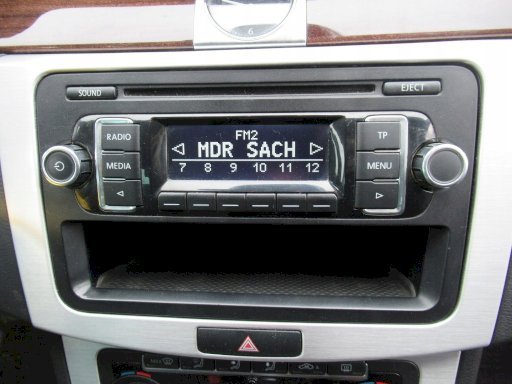 6
SOUND EJECT
RADIO FM2 TP
MDR SACH
MEDIA MENU
7 8 9 10 11 12